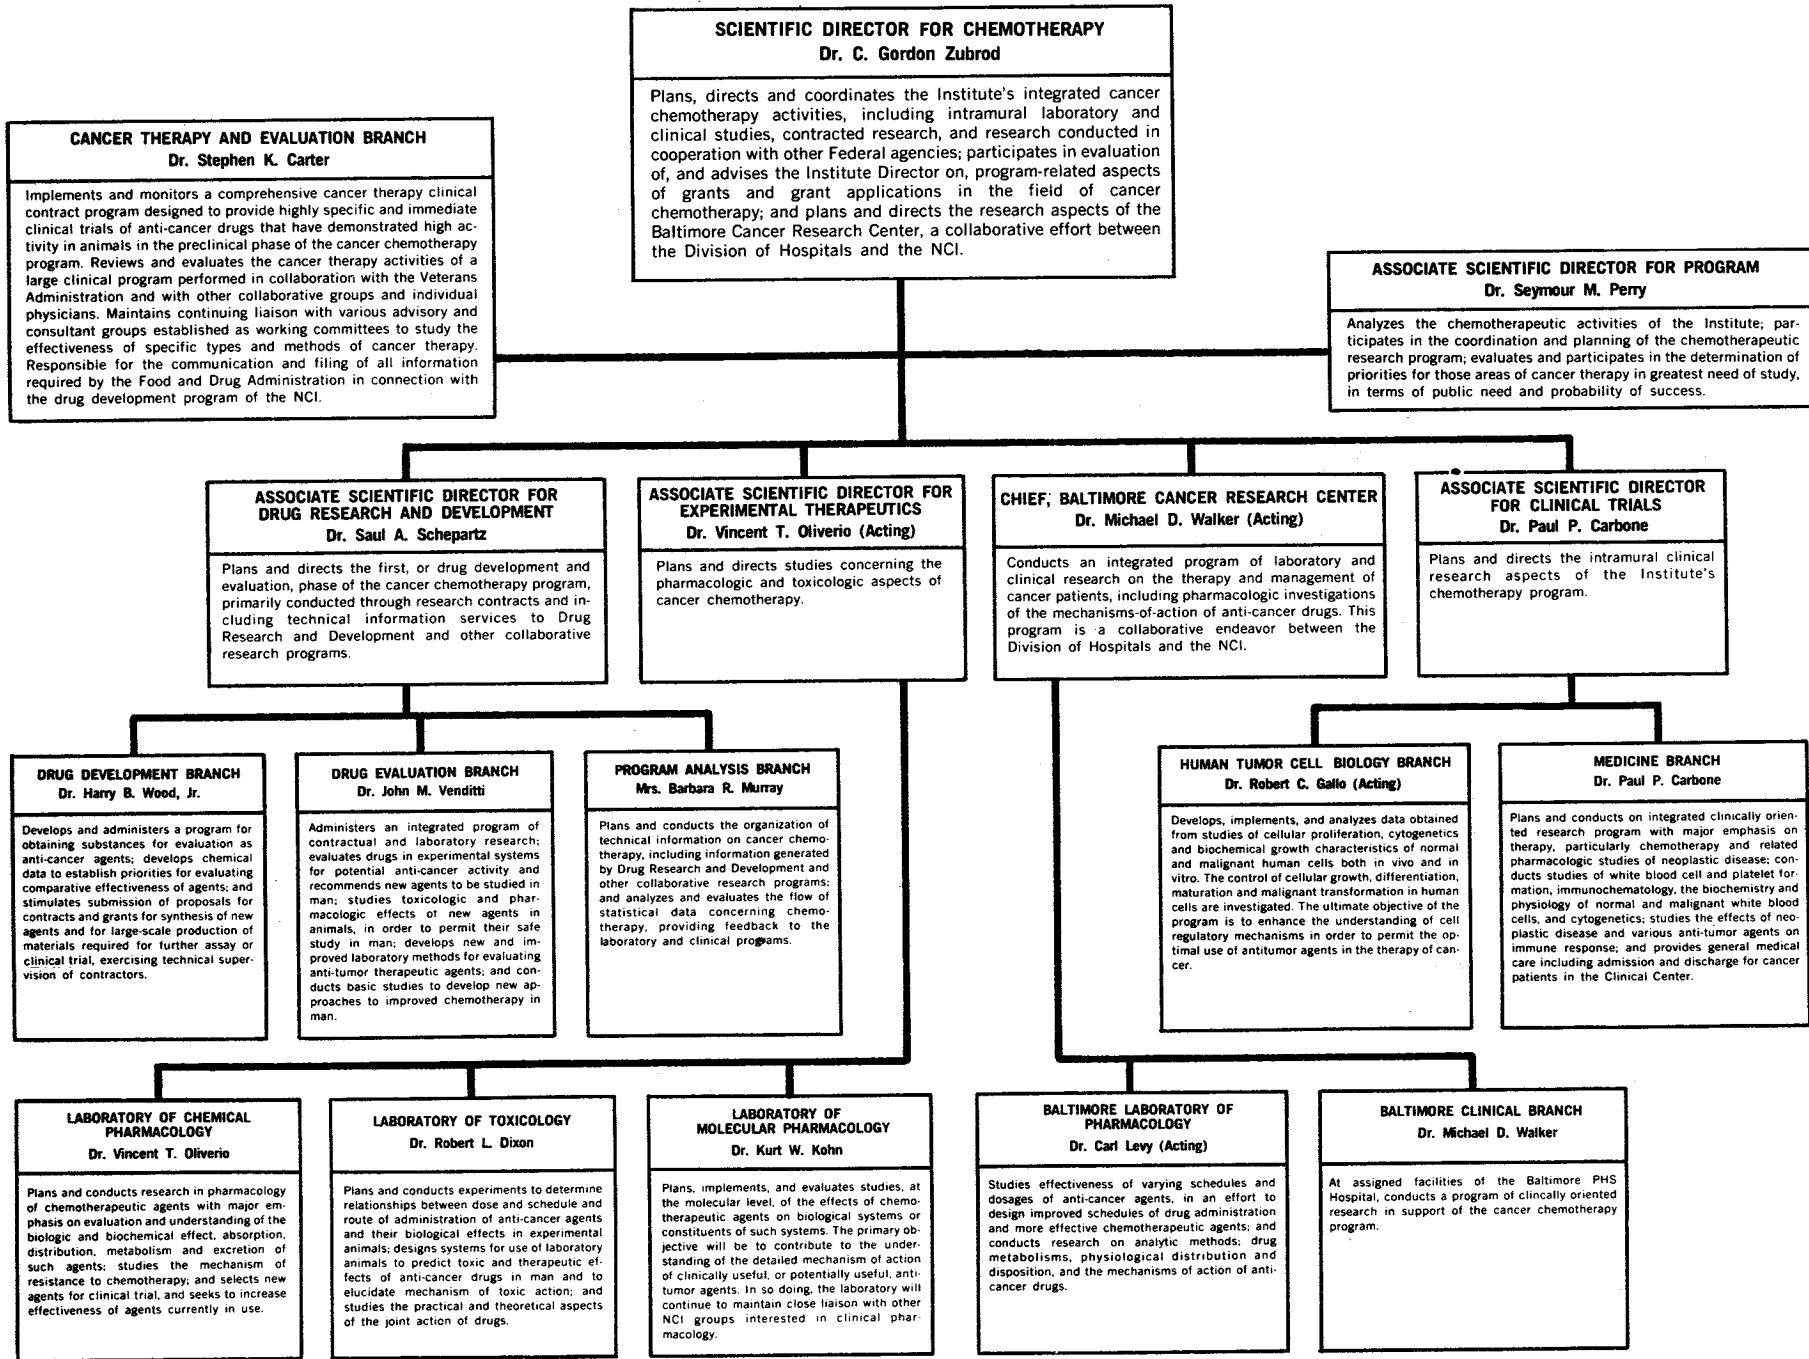 SCIENTIFIC DIRECTOR FOR CHEMOTHERAPY
Dr. C. Gordon Zubrod
Plans, directs and coordinates the Institute's integrated cancer
chemotherapy activities, including intramural laboratory and
clinical studies, contracted research, and research conducted in
cooperation with other Federal agencies; participates in evaluation
of, and advises the Institute Director on, program-related aspects
of grants and grant applications in the field of cancer
chemotherapy; and plans and directs the research aspects of the
Baltimore Cancer Research Center, a collaborative effort between
the Division of Hospitals and the NCI.
CANCER THERAPY AND EVALUATION BRANCH
Dr. Stephen K. Carter
Implements and monitors a comprehensive cancer therapy clinical
contract program designed to provide highly specific and immediate
clinical trials of anti-cancer drugs that have demonstrated high ac-
tivity in animals in the preclinical phase of the cancer chemotherapy
program. Reviews and evaluates the cancer therapy activities of a
large clinical program performed in collaboration with the Veterans
Administration and with other collaborative groups and individual
physicians. Maintains continuing liaison with various advisory and
consultant groups established as working committees to study the
effectiveness of specific types and methods of cancer therapy.
Responsible for the communication and filing of all information
required by the Food and Drug Administration in connection with
the drug development program of the NCI.
ASSOCIATE SCIENTIFIC DIRECTOR FOR PROGRAM
Dr. Seymour M. Perry
Analyzes the chemotherapeutic activities of the Institute; par-
ticipates in the coordination and planning of the chemotherapeutic
research program; evaluates and participates in the determination of
priorities for those areas of cancer therapy in greatest need of study,
in terms of public need and probability of success.
ASSOCIATE SCIENTIFIC DIRECTOR FOR
DRUG RESEARCH AND DEVELOPMENT
Dr. Saul A. Schepartz
Plans and directs the first, or drug development and
evaluation, phase of the cancer chemotherapy program,
primarily conducted through research contracts and in-
cluding technical information services to Drug
Research and Development and other collaborative
research programs.
ASSOCIATE SCIENTIFIC DIRECTOR FOR
EXPERIMENTAL THERAPEUTICS
Dr. Vincent T. Oliverio (Acting)
Plans and directs studies concerning the
pharmacologic and toxicologic aspects of
cancer chemotherapy.
CHIEF, BALTIMORE CANCER RESEARCH CENTER
Dr. Michael D. Walker (Acting)
Conducts an integrated program of laboratory and
clinical research on the therapy and management of
cancer patients, including pharmacologic investigations
of the mechanisms-of-action of anti-cancer drugs. This
program is a collaborative endeavor between the
Division of Hospitals and the NCI.
ASSOCIATE SCIENTIFIC DIRECTOR
FOR CLINICAL TRIALS
Dr. Paul P. Carbone
Plans and directs the intramural clinical
research aspects of the Institute's
chemotherapy program.
DRUG DEVELOPMENT BRANCH
Dr. Harry B. Wood, Jr.
Develops and administers a program for
obtaining substances for evaluation as
anti-cancer agents; develops chemical
data to establish priorities for evaluating
comparative effectiveness of agents; and
stimulates submission of proposals for
contracts and grants for synthesis of new
agents and for large-scale production of
materials required for further assay or
clinical trial, exercising technical super-
vision of contractors.
DRUG EVALUATION BRANCH
Dr. John M. Venditti
Administers an integrated program of
contractual and laboratory research;
evaluates drugs in experimental systems
for potential anti-cancer activity and
recommends new agents to be studied in
man; studies toxicologic and phar-
macologic effects of new agents in
animals, in order to permit their safe
study in man; develops new and im-
proved laboratory methods for evaluating
anti-tumor therapeutic agents; and con-
ducts basic studies to develop new ap-
proaches to improved chemotherapy in
man.
PROGRAM ANALYSIS BRANCH
Mrs. Barbara R. Murray
Plans and conducts the organization of
technical information on cancer chemo-
therapy, including information generated
by Drug Research and Development and
other collaborative research programs;
and analyzes and evaluates the flow of
statistical data concerning chemo-
therapy, providing feedback to the
laboratory and clinical programs.
HUMAN TUMOR CELL BIOLOGY BRANCH
Dr. Robert C. Gallo (Acting)
Develops, implements, and analyzes data obtained
from studies of cellular proliferation, cytogenetics
and biochemical growth characteristics of normal
and malignant human cells both in vivo and in
vitro. The control of cellular growth, differentiation,
maturation and malignant transformation in human
cells are investigated. The ultimate objective of the
program is to enhance the understanding of cell
regulatory mechanisms in order to permit the op-
timal use of antitumor agents in the therapy of can-
cer.
MEDICINE BRANCH
Dr. Paul P. Carbone
Plans and conducts on integrated clinically orien-
ted research program with major emphasis on
therapy, particularly chemotherapy and related
pharmacologic studies of neoplastic disease; con-
ducts studies of white blood cell and platelet for-
mation, immunochematology, the biochemistry and
physiology of normal and malignant white blood
cells, and cytogenetics; studies the effects of neo-
plastic disease and various anti-tumor agents on
immune response; and provides general medical
care including admission and discharge for cancer
patients in the Clinical Center.
LABORATORY OF CHEMICAL
PHARMACOLOGY
Dr. Vincent T. Oliverio
Plans and conducts research in pharmacology
of chemotherapeutic agents with major em-
phasis on evaluation and understanding of the
biologic and biochemical effect, absorption,
distribution, metabolism and excretion of
such agents; studies the mechanism of
resistance to chemotherapy; and selects new
agents for clinical trial, and seeks to increase
effectiveness of agents currently in use.
LABORATORY OF TOXICOLOGY
Dr. Robert L. Dixon
Plans and conducts experiments to determine
relationships between dose and schedule and
route of administration of anti-cancer agents
and their biological effects in experimental
animals; designs systems for use of laboratory
animals to predict toxic and therapeutic ef-
fects of anti-cancer drugs in man and to
elucidate mechanism of toxic action; and
studies the practical and theoretical aspects
of the joint action of drugs.
LABORATORY OF
MOLECULAR PHARMACOLOGY
Dr. Kurt W. Kohn
Plans, implements, and evaluates studies, at
the molecular level, of the effects of chemo-
therapeutic agents on biological systems or
constituents of such systems. The primary ob-
jective will be to contribute to the under-
standing of the detailed mechanism of action
of clinically useful, or potentially useful, anti-
tumor agents. In so doing, the laboratory will
continue to maintain close liaison with other
NCI groups interested in clinical phar-
macology.
BALTIMORE LABORATORY OF
PHARMACOLOGY
Dr. Carl Levy (Acting)
Studies effectiveness of varying schedules and
dosages of anti-cancer agents, in an effort to
design improved schedules of drug administration
and more effective chemotherapeutic agents; and
conducts research on analytic methods; drug
metabolisms, physiological distribution and
disposition, and the mechanisms of action of anti-
cancer drugs.
BALTIMORE CLINICAL BRANCH
Dr. Michael D. Walker
At assigned facilities of the Baltimore PHS
Hospital, conducts a program of clincally oriented
research in support of the cancer chemotherapy
program.